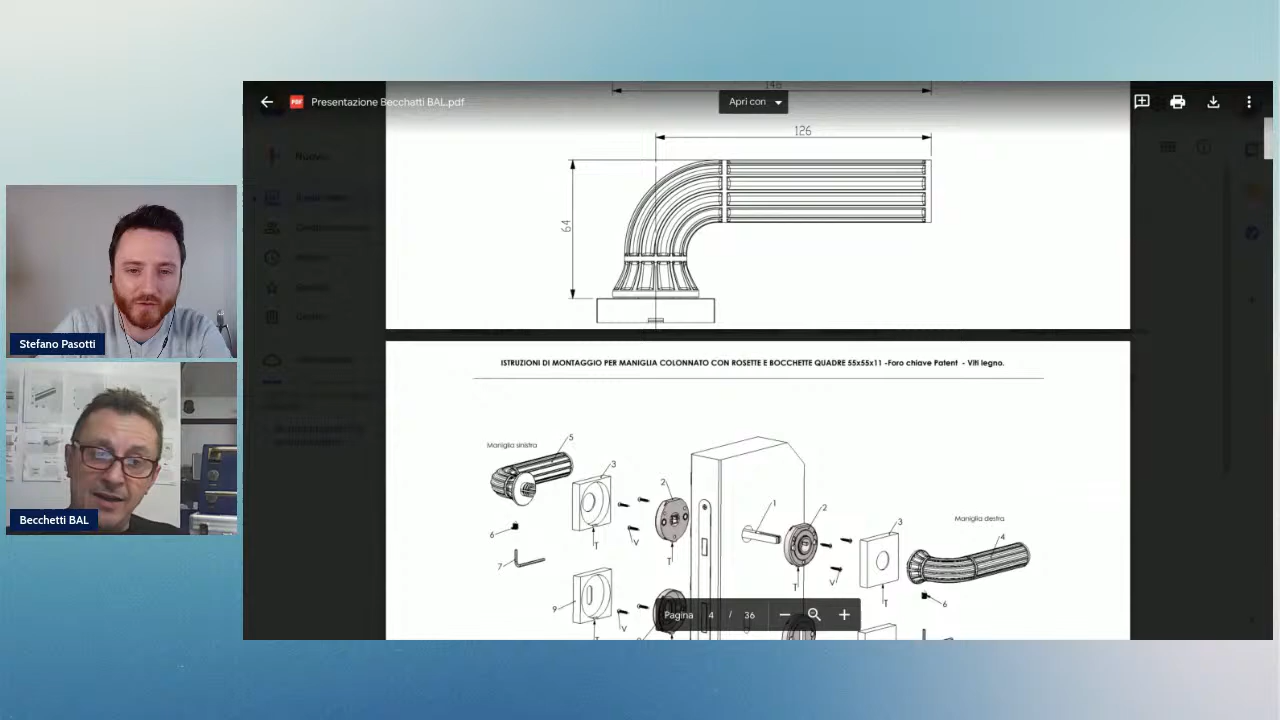 Presentazione Becchatti BAL.pdf
Apri con
146
126
64
ISTRUZIONI DI MONTAGGIO PER MANIGLIA COLONNATO CON ROSETTE E BOCCHETTE QUADRE 55x55x11 -Foro chiave Patent - Viti legno.
Maniglia sinistra
5
3
2
1
2
3
Maniglia destra
4
6
7
T
V
T
T
V
T
6
9
V
Pagina 4 / 36
Stefano Pasotti
Becchetti BAL
PDF
Nuovo